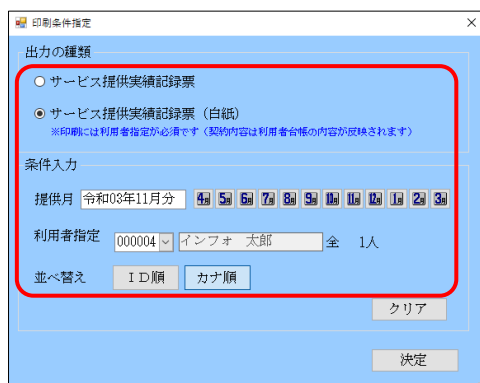 印刷条件指定
出力の種類
サービス提供実績記録票
サービス提供実績記録票（白紙）
※印刷には利用者指定が必須です（契約内容は利用者台帳の内容が反映されます）
条件入力
提供月 令和03年11月分 4月 5月 6月 7月 8月 9月 10月 11月 12月 1月 2月 3月
利用者指定 000004 インフォ 太郎 全 1人
並べ替え ＩＤ順 カナ順
クリア
決定